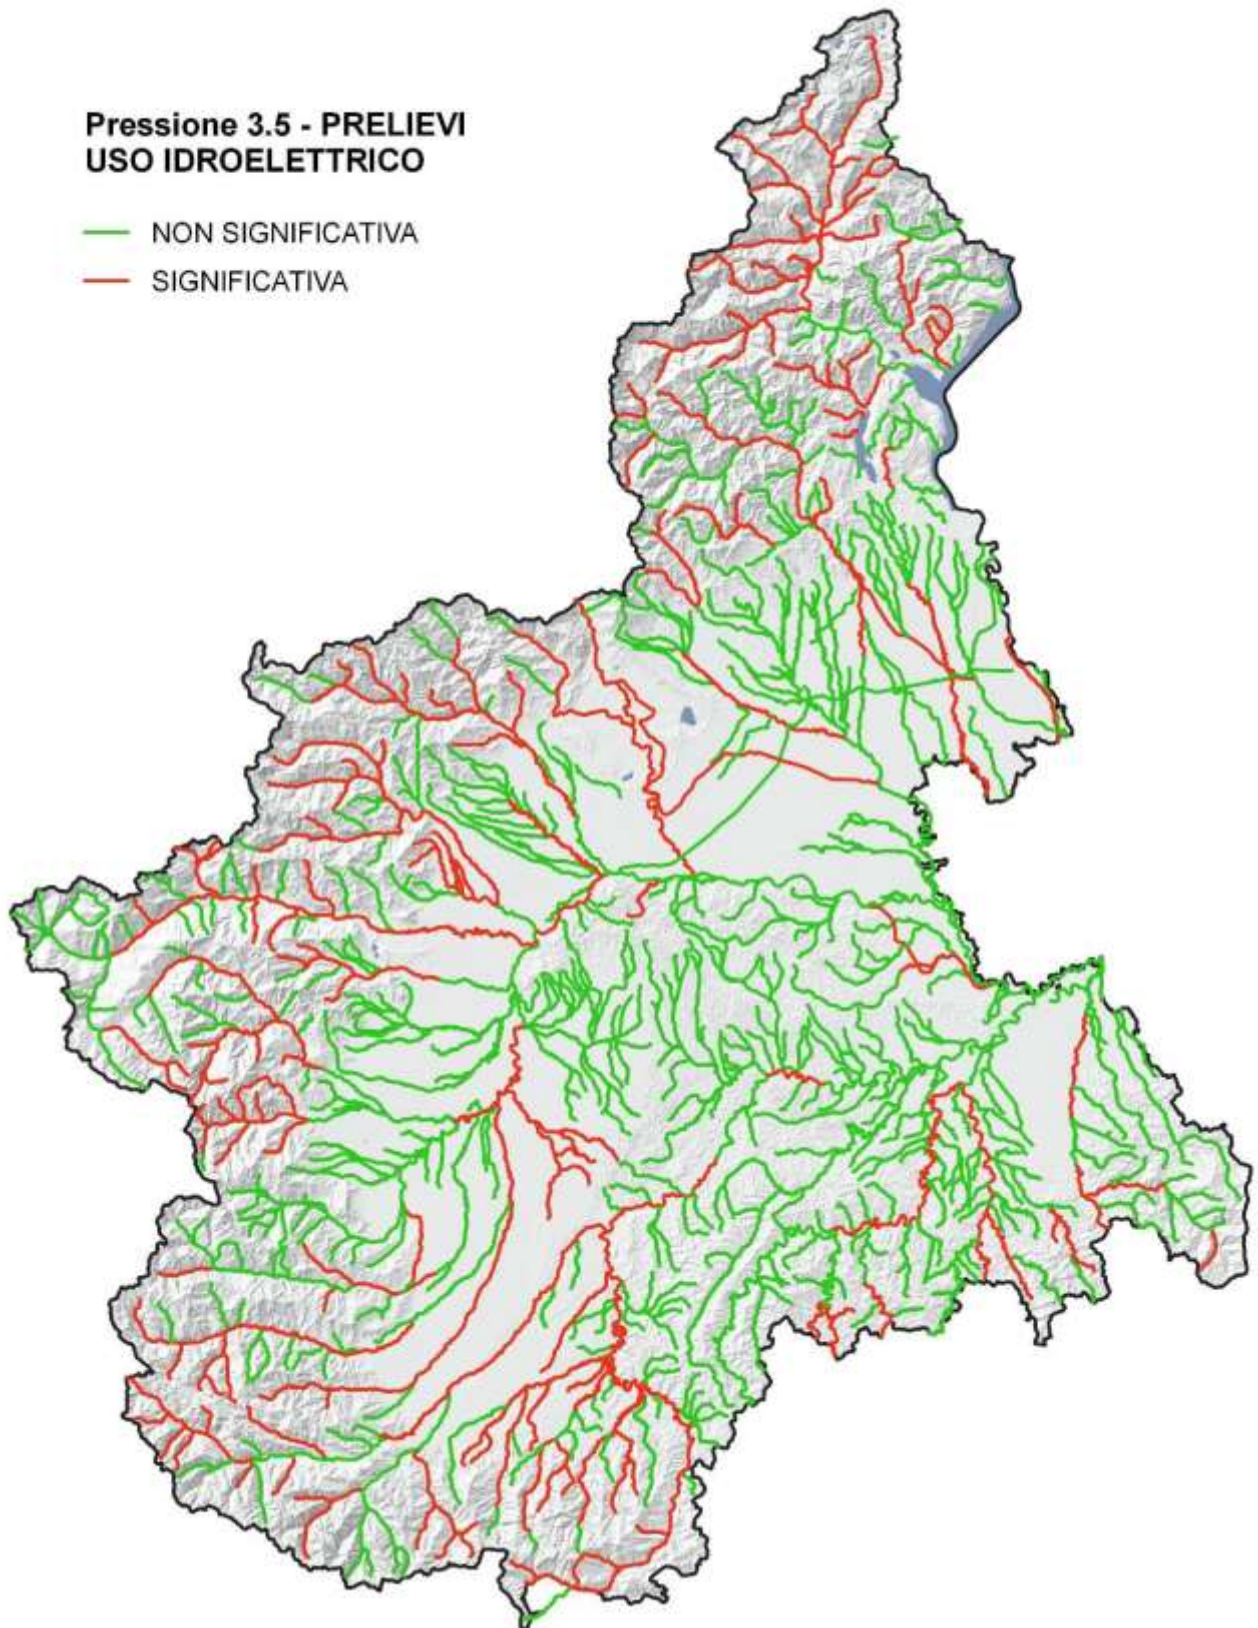 Pressione 3.5 - PRELIEVI
USO IDROELETTRICO
NON SIGNIFICATIVA
SIGNIFICATIVA